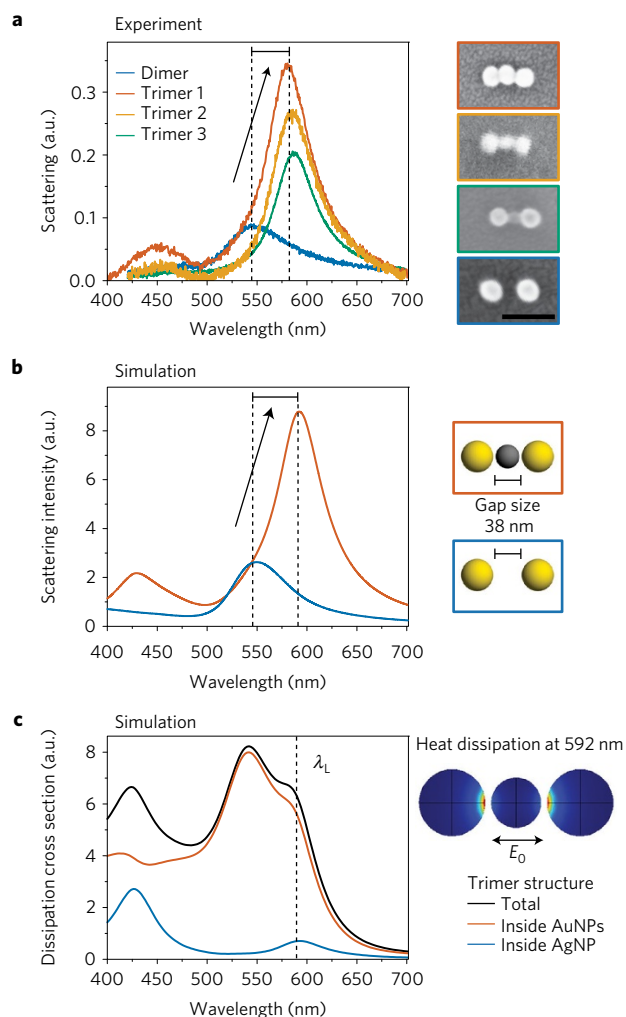 a
Experiment
Dimer
Trimer 1
Trimer 2
Trimer 3
Scattering (a.u.)
0.3
0.2
0.1
0.0
400 450 500 550 600 650 700
Wavelength (nm)
b
Simulation
Scattering intensity (a.u.)
8
6
4
2
0
400 450 500 550 600 650 700
Wavelength (nm)
Gap size
38 nm
c
Simulation
Dissipation cross section (a.u.)
8
6
4
2
0
λL
400 450 500 550 600 650 700
Wavelength (nm)
Heat dissipation at 592 nm
E0
Trimer structure
Total
Inside AuNPs
Inside AgNP